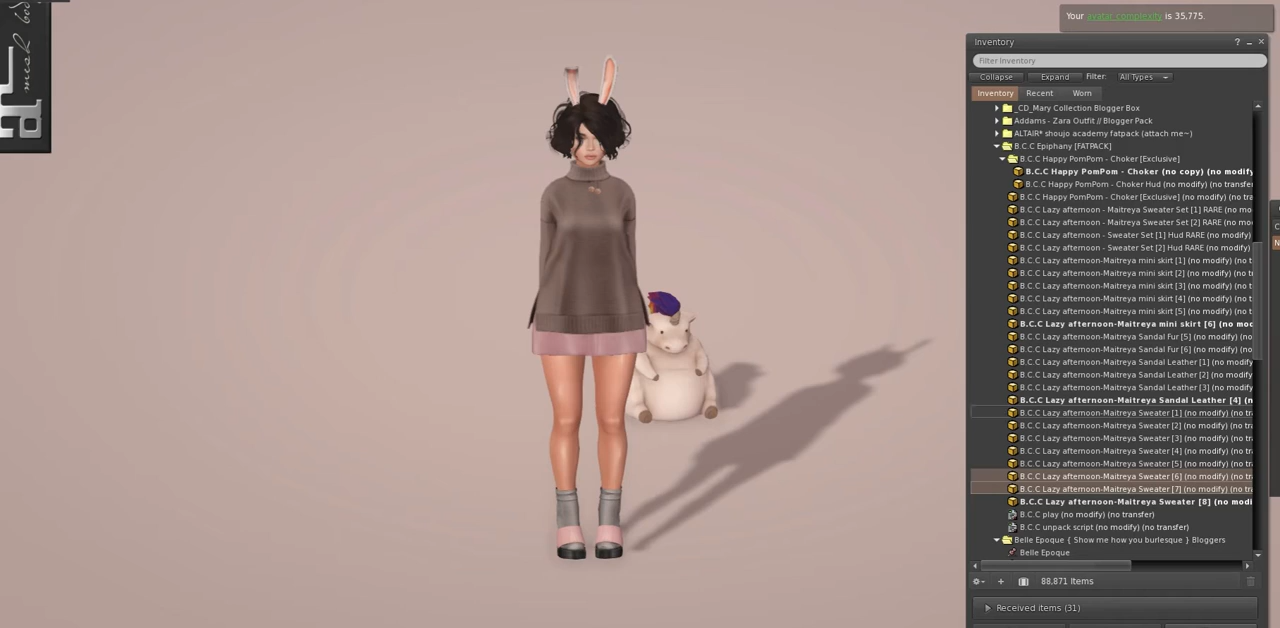 mesh bod
Your avatar complexity is 35,775.
Inventory
?
Filter Inventory
Collapse Expand Filter: All Types
Inventory Recent Worn
_CD_Mary Collection Blogger Box
Addams - Zara Outfit // Blogger Pack
ALTAIR* shoujo academy fatpack (attach me~)
B.C.C Epiphany [FATPACK]
B.C.C Happy PomPom - Choker [Exclusive]
B.C.C Happy PomPom - Choker (no copy) (no modify
B.C.C Happy PomPom - Choker Hud (no modify) (no transfe
B.C.C Happy PomPom - Choker [Exclusive] (no modify) (no tra
B.C.C Lazy afternoon - Maitreya Sweater Set [1] RARE (no mo
B.C.C Lazy afternoon - Maitreya Sweater Set [2] RARE (no mo
B.C.C Lazy afternoon - Sweater Set [1] Hud RARE (no modify)
B.C.C Lazy afternoon - Sweater Set [2] Hud RARE (no modify)
B.C.C Lazy afternoon-Maitreya mini skirt [1] (no modify) (no t
B.C.C Lazy afternoon-Maitreya mini skirt [2] (no modify) (no t
B.C.C Lazy afternoon-Maitreya mini skirt [3] (no modify) (no t
B.C.C Lazy afternoon-Maitreya mini skirt [4] (no modify) (no t
B.C.C Lazy afternoon-Maitreya mini skirt [5] (no modify) (no t
B.C.C Lazy afternoon-Maitreya mini skirt [6] (no mod
B.C.C Lazy afternoon-Maitreya Sandal Fur [5] (no modify) (no
B.C.C Lazy afternoon-Maitreya Sandal Fur [6] (no modify) (no
B.C.C Lazy afternoon-Maitreya Sandal Leather [1] (no modify)
B.C.C Lazy afternoon-Maitreya Sandal Leather [2] (no modify)
B.C.C Lazy afternoon-Maitreya Sandal Leather [3] (no modify)
B.C.C Lazy afternoon-Maitreya Sandal Leather [4] (n
B.C.C Lazy afternoon-Maitreya Sweater [1] (no modify) (no tra
B.C.C Lazy afternoon-Maitreya Sweater [2] (no modify) (no tra
B.C.C Lazy afternoon-Maitreya Sweater [3] (no modify) (no tra
B.C.C Lazy afternoon-Maitreya Sweater [4] (no modify) (no tra
B.C.C Lazy afternoon-Maitreya Sweater [5] (no modify) (no tra
B.C.C Lazy afternoon-Maitreya Sweater [6] (no modify) (no tra
B.C.C Lazy afternoon-Maitreya Sweater [7] (no modify) (no tra
B.C.C Lazy afternoon-Maitreya Sweater [8] (no modi
B.C.C play (no modify) (no transfer)
B.C.C unpack script (no modify) (no transfer)
Belle Epoque { Show me how you burlesque } Bloggers
Belle Epoque
88,871 Items
Received items (31)